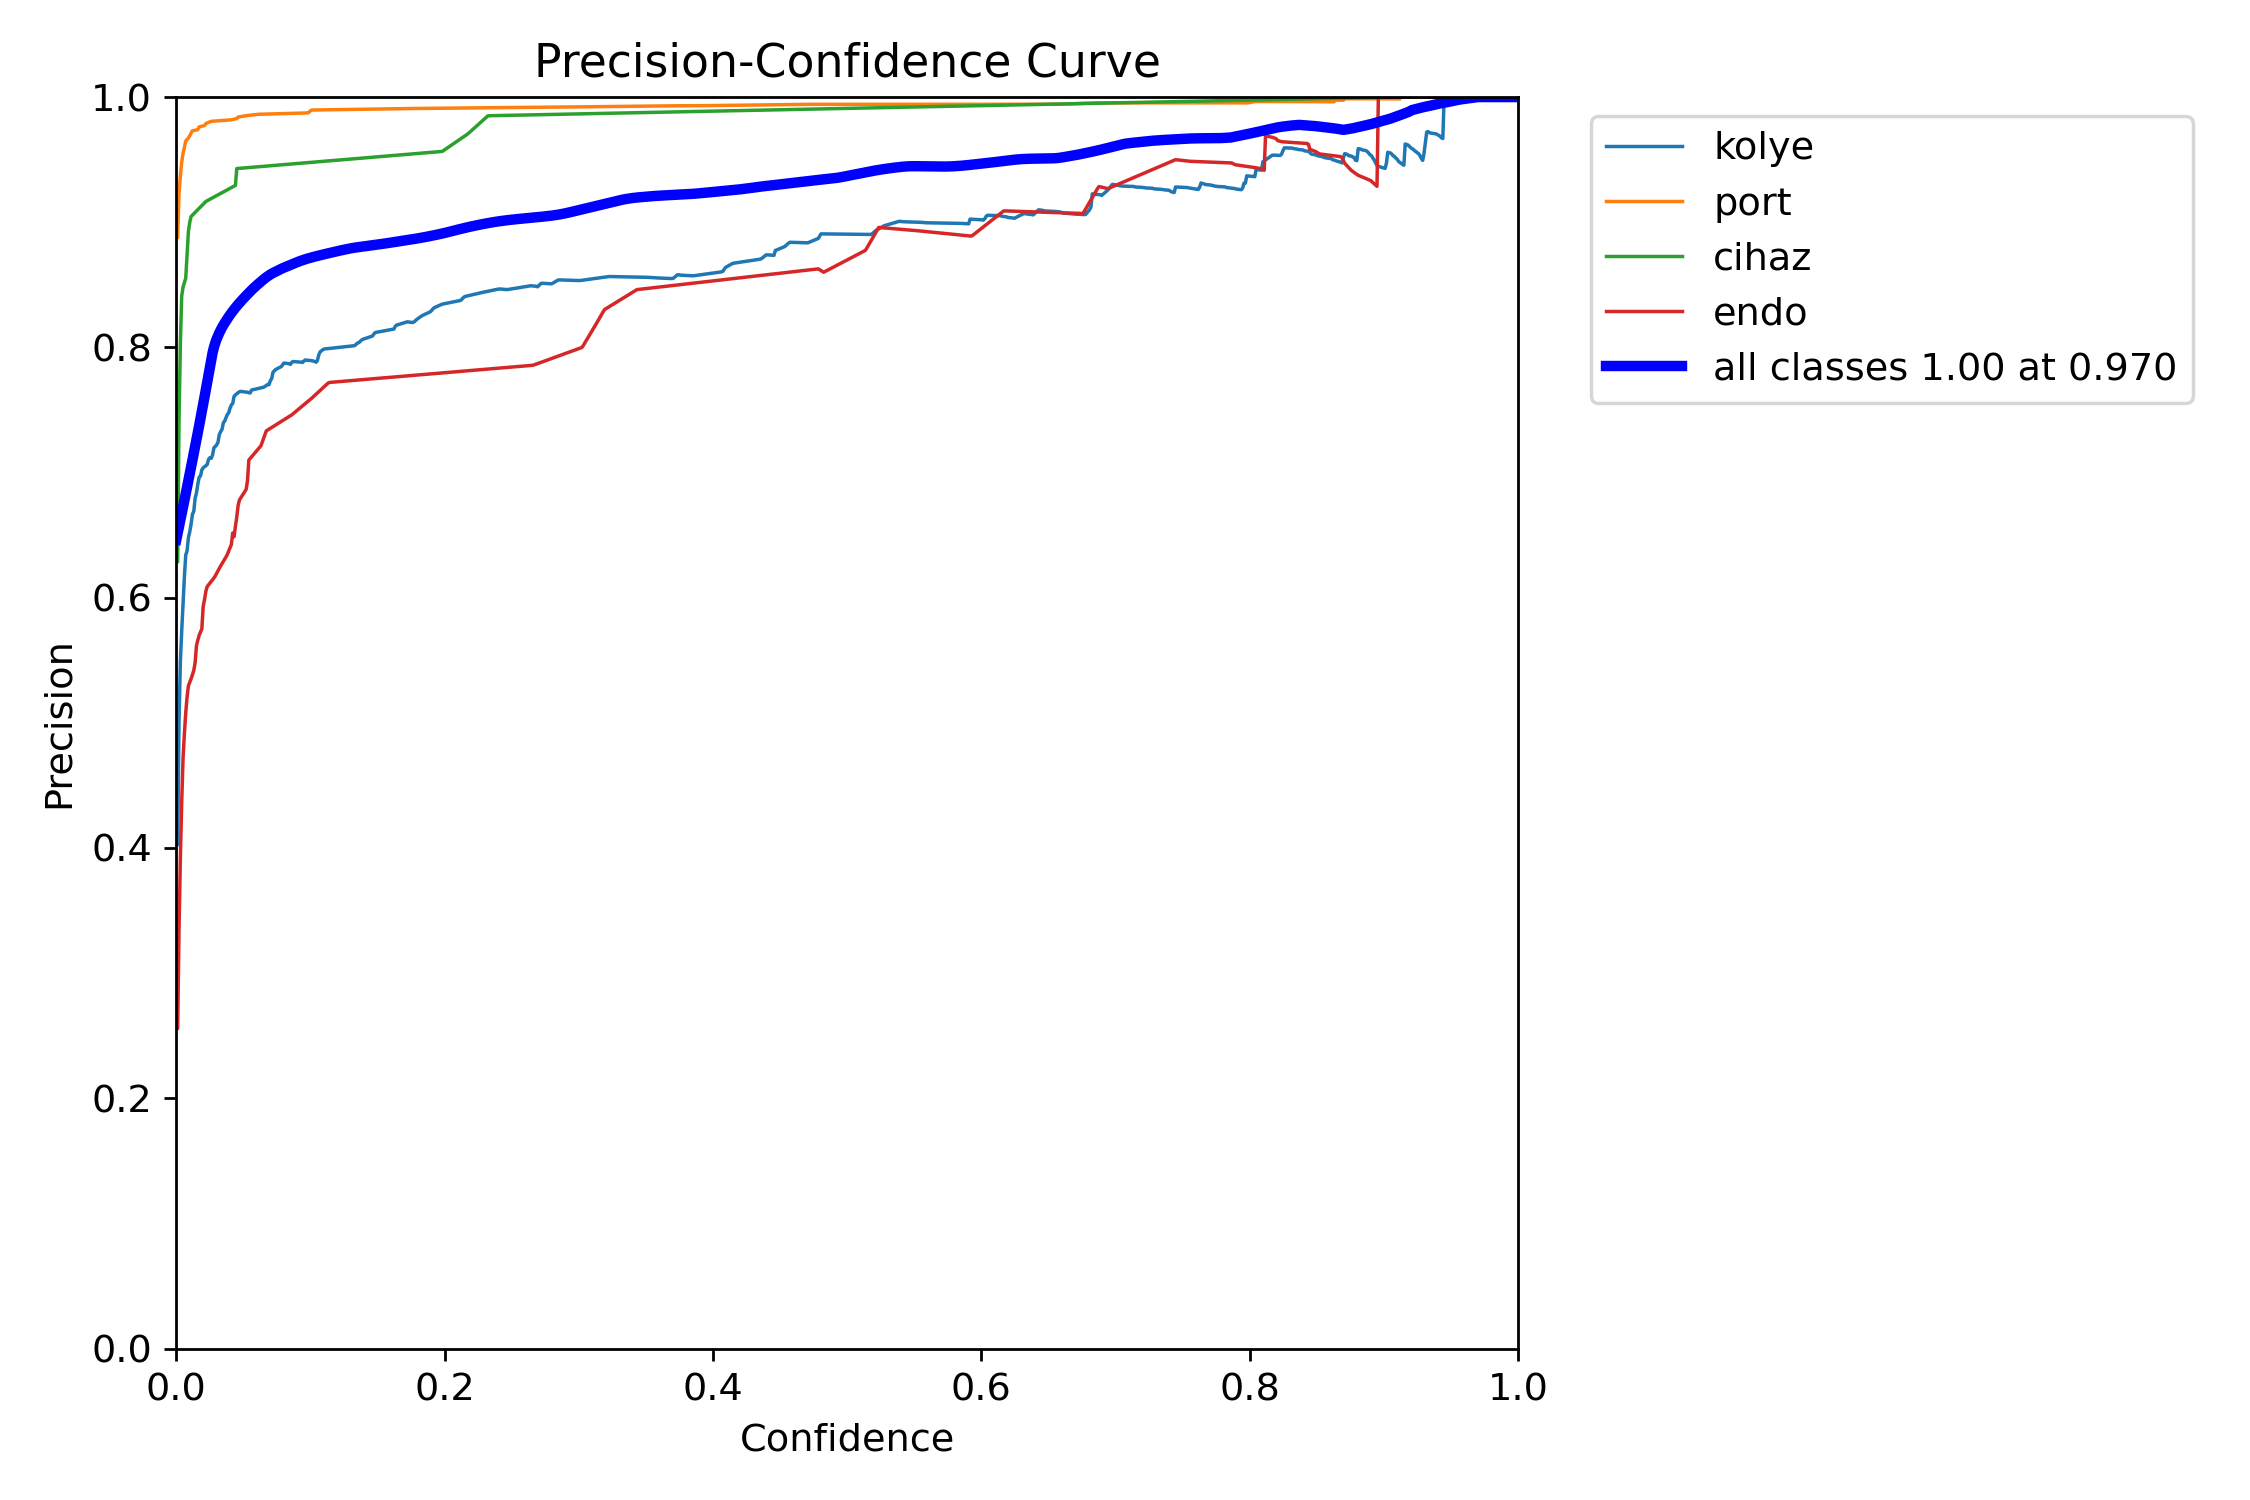 Precision-Confidence Curve
1.0
0.8
0.6
0.4
0.2
0.0
Precision
0.0 0.2 0.4 0.6 0.8 1.0
Confidence
kolye
port
cihaz
endo
all classes 1.00 at 0.970